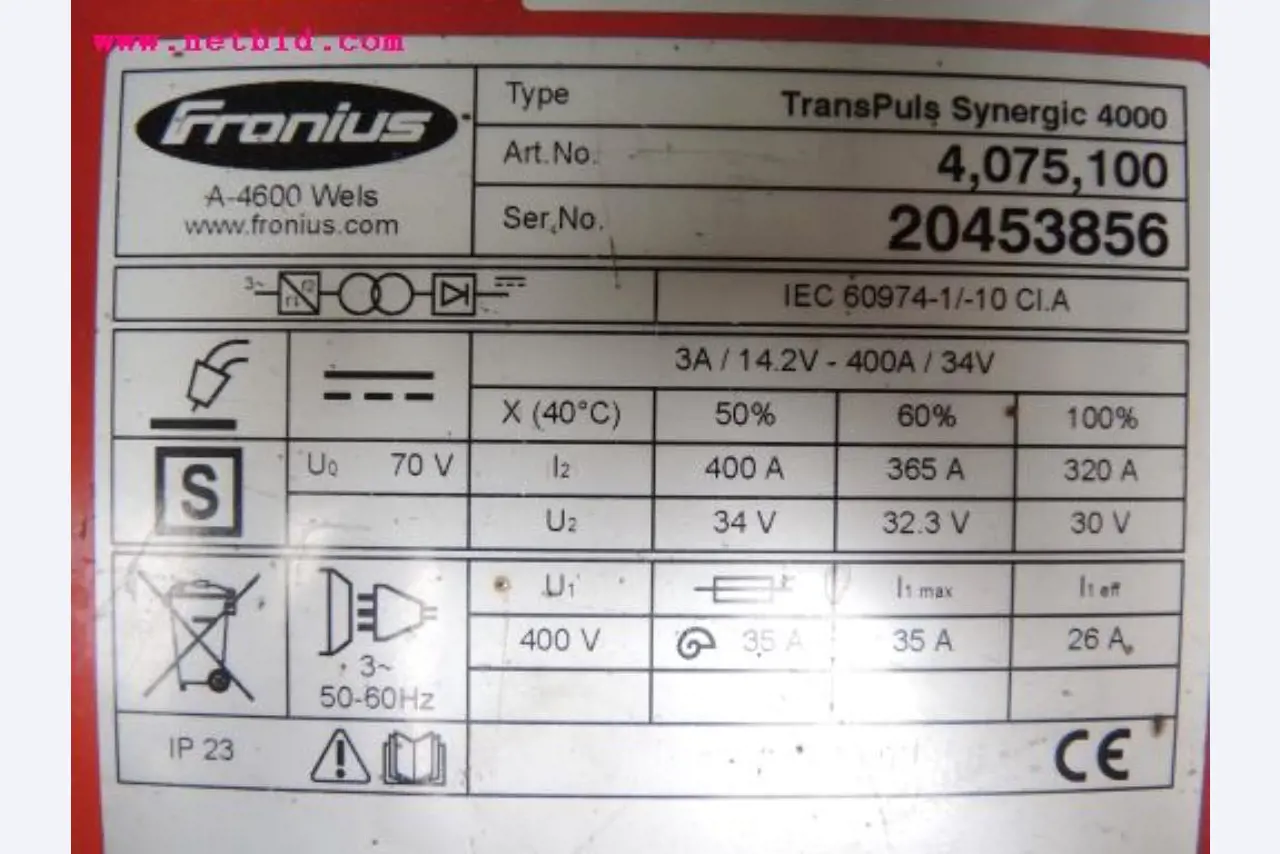 www.netbid.com
Fronius
A-4600 Wels
www.fronius.com
Type TransPuls Synergic 4000
Art.No. 4,075,100
Ser.No. 20453856
3~ f1 f2
IEC 60974-1/-10 Cl.A
3A / 14.2V - 400A / 34V
X (40°C) 50% 60% 100%
S
U0 70 V I2 400 A 365 A 320 A
U2 34 V 32.3 V 30 V
U1 I1 max I1 eff
400 V 35 A 35 A 26 A
3~
50-60Hz
IP 23
CE